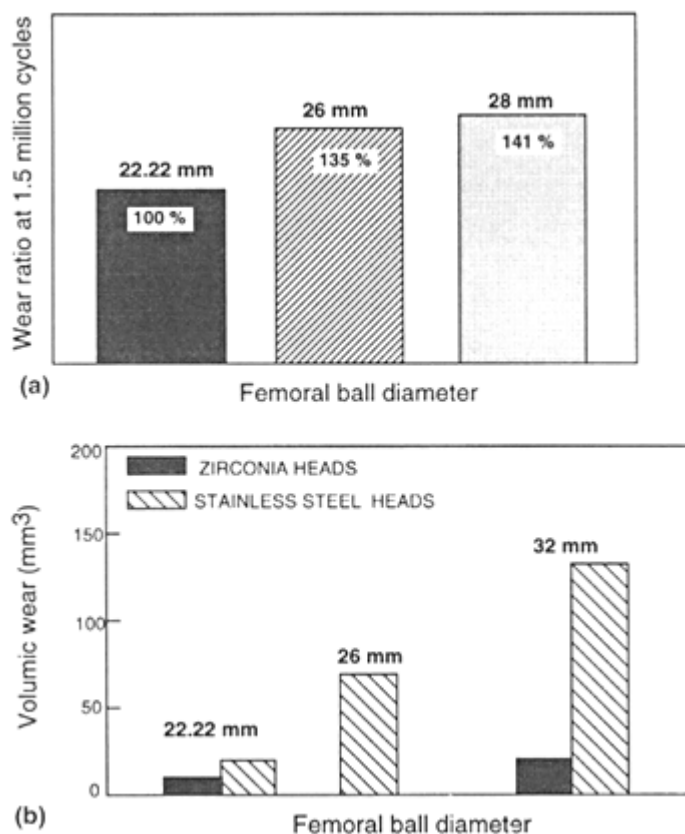 Wear ratio at 1.5 million cycles
22.22 mm
100 %
26 mm
135 %
28 mm
141 %
(a)
Femoral ball diameter
Volumic wear (mm³)
200
150
100
50
0
ZIRCONIA HEADS
STAINLESS STEEL HEADS
22.22 mm
26 mm
32 mm
(b)
Femoral ball diameter